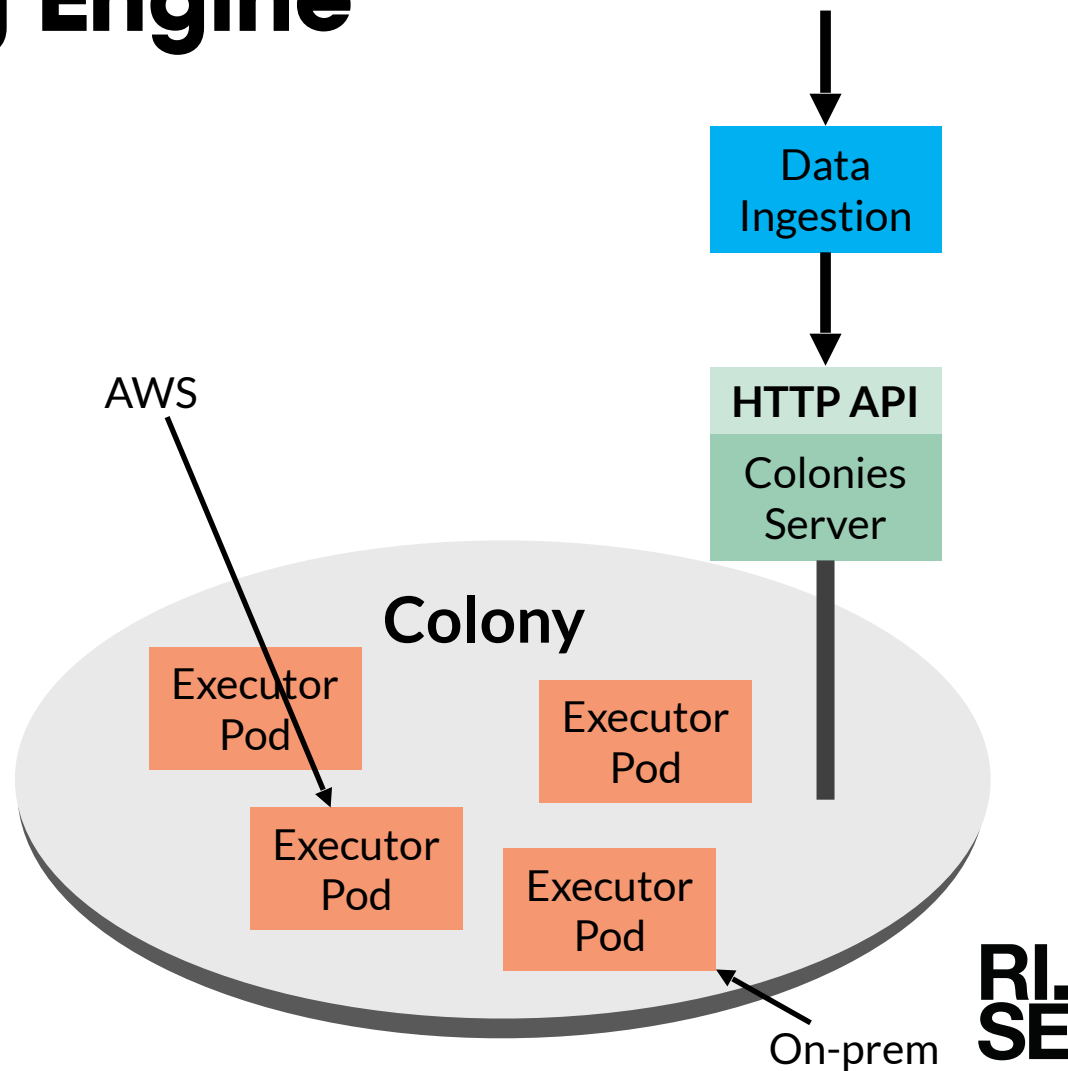 Engine
Data
Ingestion
HTTP API
Colonies
Server
AWS
Colony
Executor
Pod
Executor
Pod
Executor
Pod
Executor
Pod
On-prem
RI.
SE